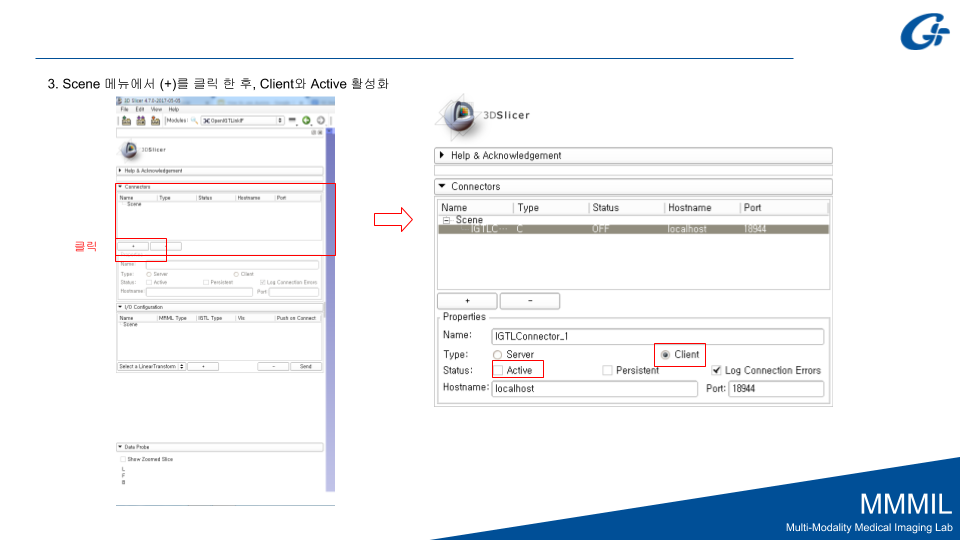 3. Scene 메뉴에서 (+)를 클릭 한 후, Client와 Active 활성화
3D Slicer 4.7.0-2017-01-01
File Edit View Help
Modules: OpenIGTLinkIF
3DSlicer
Help & Acknowledgement
Connectors
Name Type Status Hostname Port
Scene
클릭
+ -
Name:
Type: Server Client
Status: Active Persistent Log Connection Errors
Hostname: Port:
I/O Configuration
Name MRML Type IGTL Type Vis Push on Connect
Scene
Select a LinearTransform + - Send
Data Probe
Show Zoomed Slice
L
F
B
3DSlicer
Help & Acknowledgement
Connectors
Name Type Status Hostname Port
Scene
IGTLC... C OFF localhost 18944
+ -
Properties
Name: IGTLConnector_1
Type: Server Client
Status: Active Persistent Log Connection Errors
Hostname: localhost Port: 18944
MMMIL
Multi-Modality Medical Imaging Lab